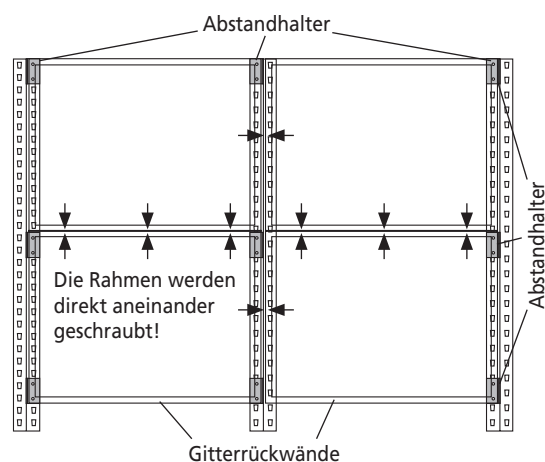 Abstandhalter
Abstandhalter
Die Rahmen werden
direkt aneinander
geschraubt!
Gitterrückwände